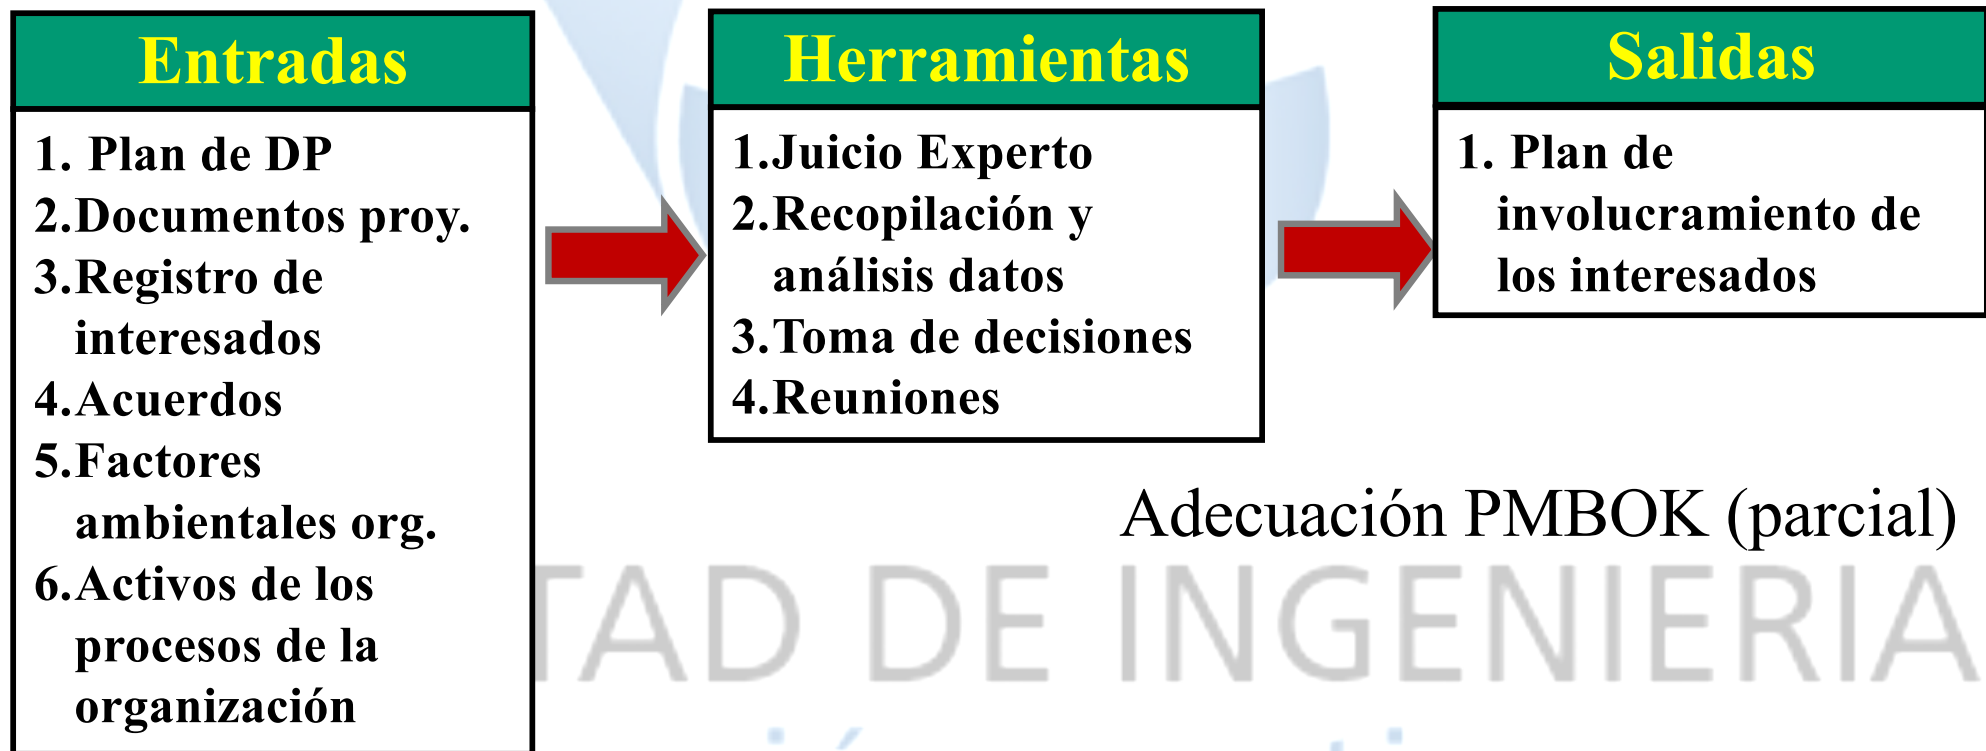 Entradas
1. Plan de DP
2.Documentos proy.
3.Registro de
interesados
4.Acuerdos
5.Factores
ambientales org.
6.Activos de los
procesos de la
organización
Herramientas
1.Juicio Experto
2.Recopilación y
análisis datos
3.Toma de decisiones
4.Reuniones
Salidas
1. Plan de
involucramiento de
los interesados
Adecuación PMBOK (parcial)
TAD DE INGENIERIA